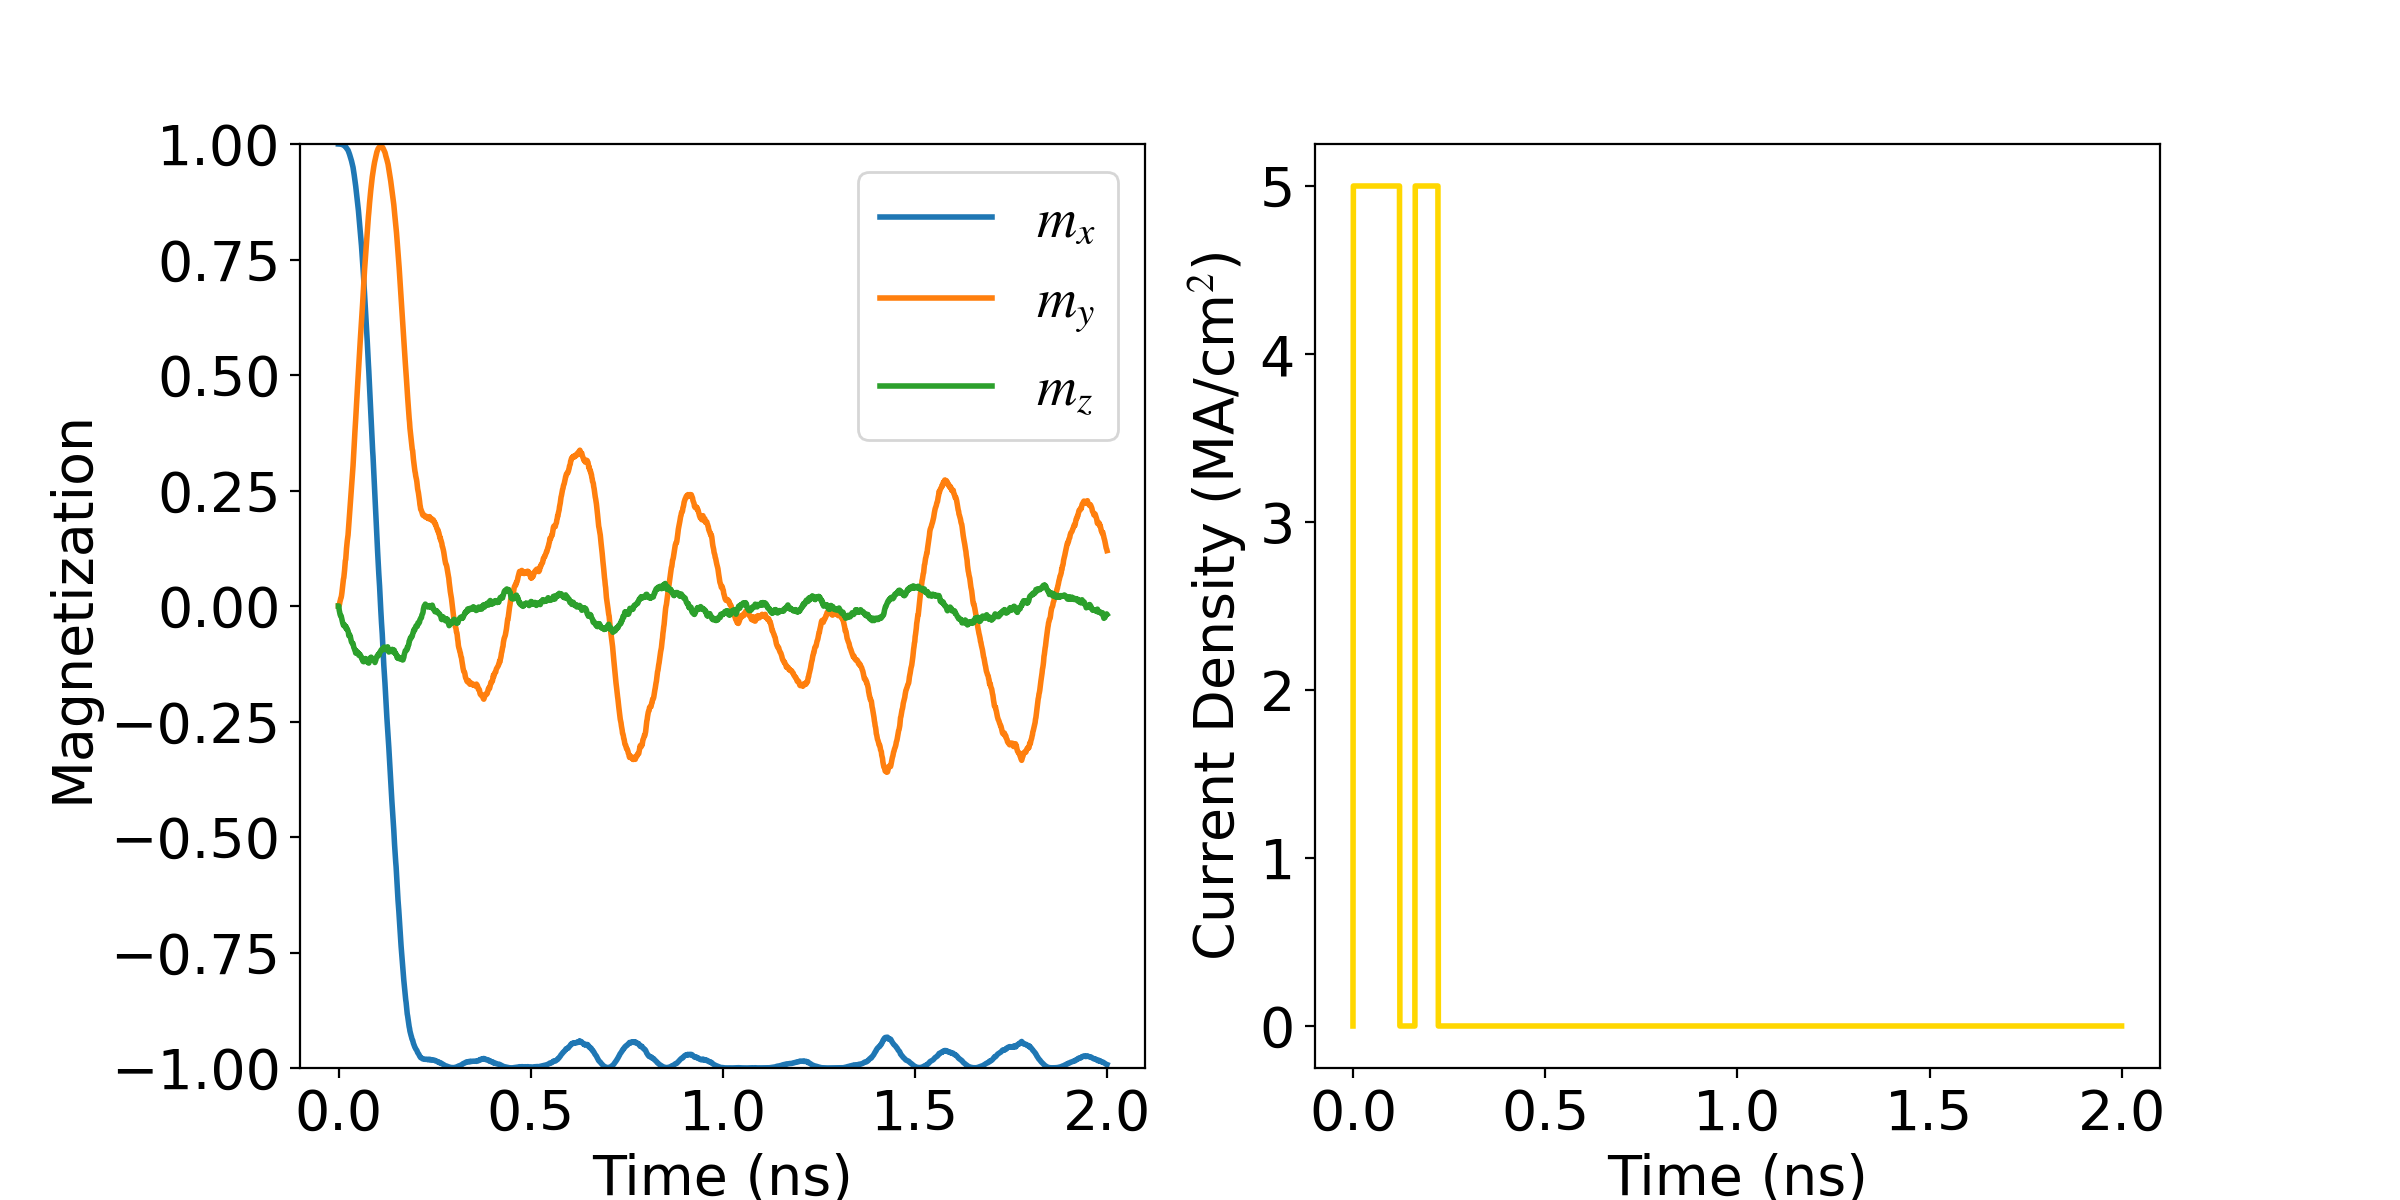 1.00
0.75
0.50
0.25
0.00
−0.25
−0.50
−0.75
−1.00
Magnetization
0.0 0.5 1.0 1.5 2.0
Time (ns)
m_x
m_y
m_z
5
4
3
2
1
0
Current Density (MA/cm²)
0.0 0.5 1.0 1.5 2.0
Time (ns)